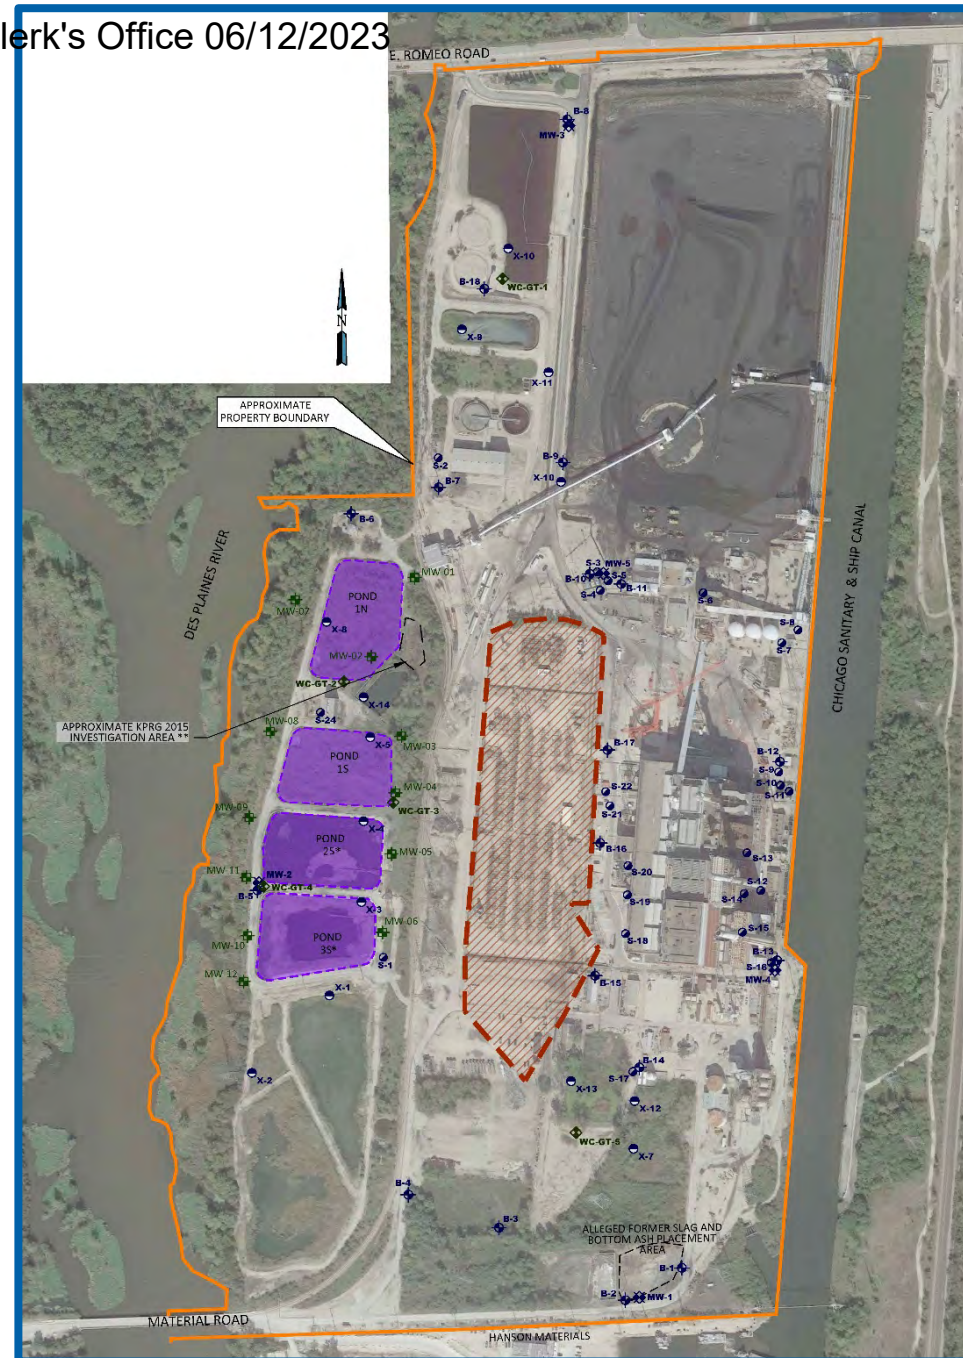 lerk's Office 06/12/2023
E. ROMEO ROAD
B-8
MW-3
X-10
B-18
WC-GT-1
N
X-9
X-11
APPROXIMATE
PROPERTY BOUNDARY
S-2
B-9
B-7
X-10
B-6
CHICAGO SANITARY & SHIP CANAL
DES PLAINES RIVER
MW-01
S-3
MW-5
B-10
S-5
S-4
B-11
S-6
MW-07
POND
1N
X-8
S-8
S-7
MW-02
WC-GT-2
X-14
S-24
APPROXIMATE KPRG 2015
INVESTIGATION AREA **
MW-08
X-5
MW-03
B-17
POND
1S
B-12
S-9
S-10
S-11
MW-04
WC-GT-3
S-22
S-21
MW-09
X-4
POND
2S*
MW-05
B-16
S-13
S-20
MW-11
MW-2
WC-GT-4
B-5
S-12
S-14
S-19
X-3
MW-10
POND
3S*
MW-06
S-18
S-15
S-1
B-13
S-16
MW-4
MW-12
B-15
X-1
X-2
B-14
S-17
X-13
X-12
WC-GT-5
X-7
B-4
B-3
ALLEGED FORMER SLAG AND
BOTTOM ASH PLACEMENT
AREA
B-1
B-2
MW-1
MATERIAL ROAD
HANSON MATERIALS